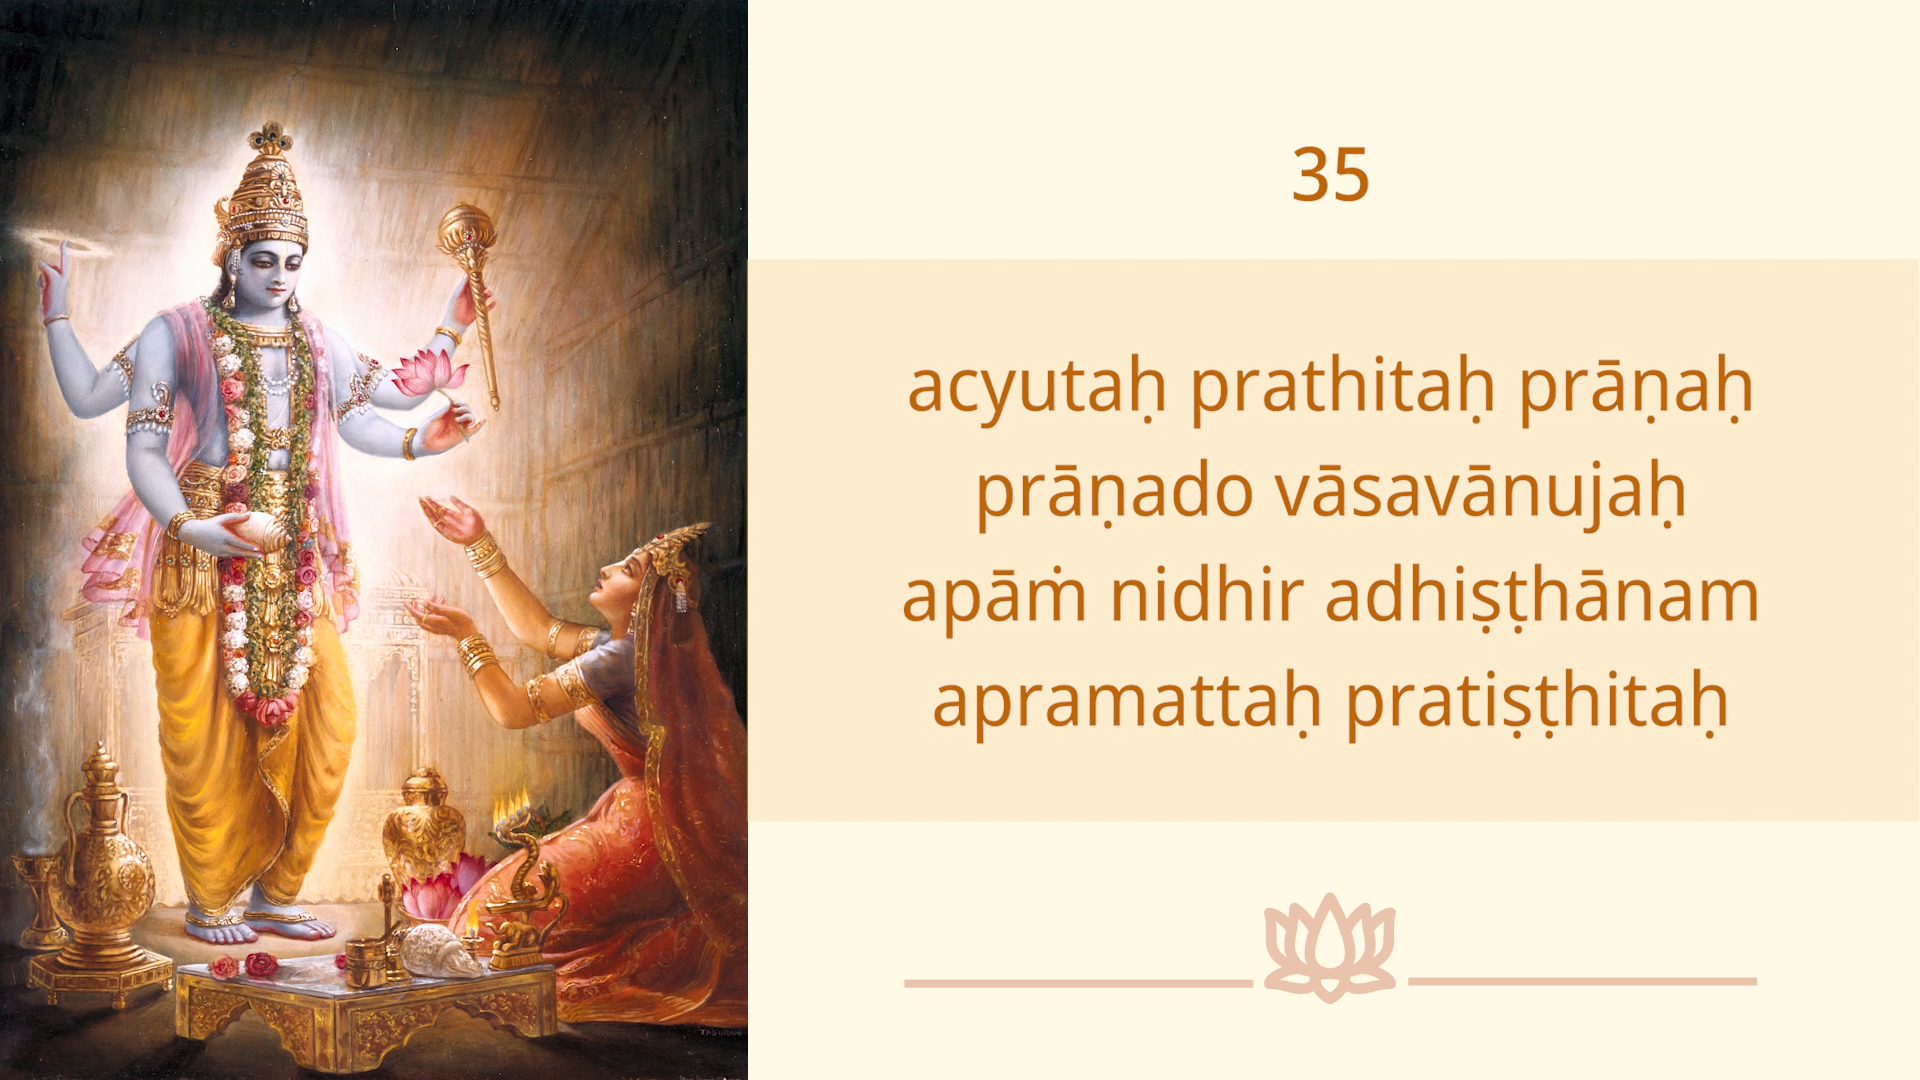 35
acyutaḥ prathitaḥ prāṇaḥ
prāṇado vāsavānujaḥ
apāṁ nidhir adhiṣṭhānam
apramattaḥ pratiṣṭhitaḥ